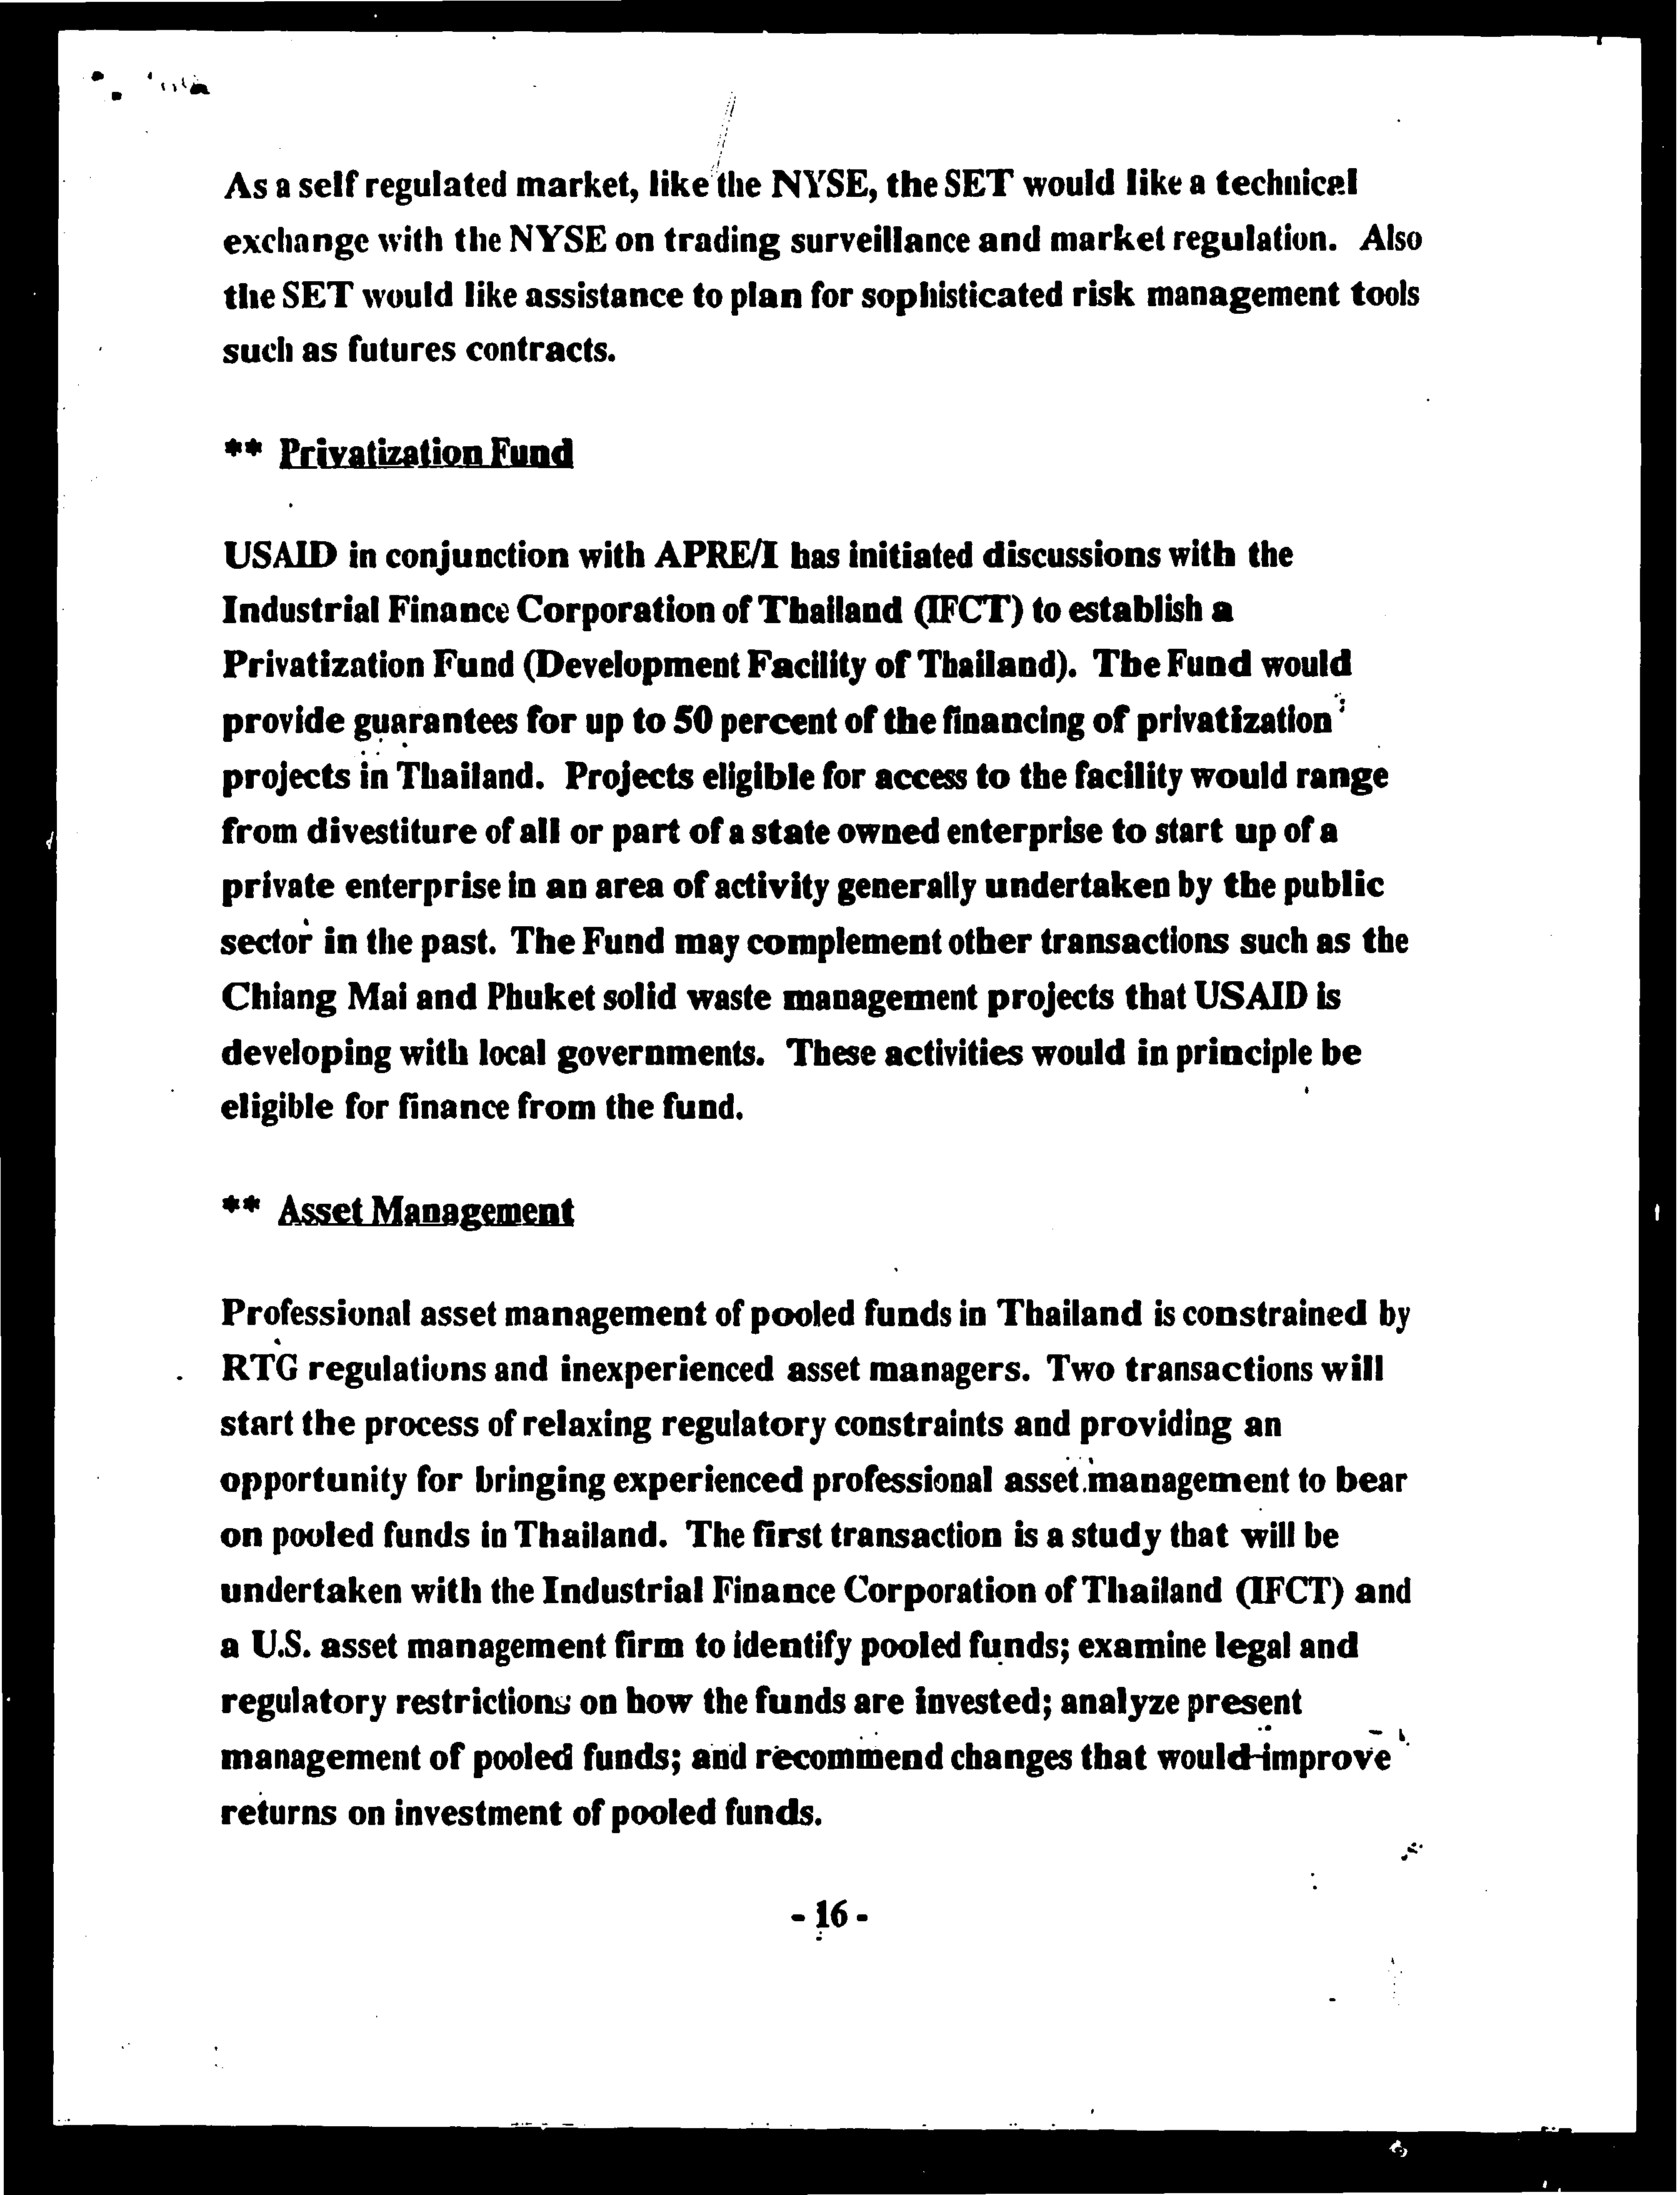 As a self regulated market, like the NYSE, the SET would like a technical
exchange with the NYSE on trading surveillance and market regulation. Also
the SET would like assistance to plan for sophisticated risk management tools
such as futures contracts.
** Privatization Fund
USAID in conjunction with APRE/I has initiated discussions with the
Industrial Finance Corporation of Thailand (IFCT) to establish a
Privatization Fund (Development Facility of Thailand). The Fund would
provide guarantees for up to 50 percent of the financing of privatization
projects in Thailand. Projects eligible for access to the facility would range
from divestiture of all or part of a state owned enterprise to start up of a
private enterprise in an area of activity generally undertaken by the public
sector in the past. The Fund may complement other transactions such as the
Chiang Mai and Phuket solid waste management projects that USAID is
developing with local governments. These activities would in principle be
eligible for finance from the fund.
** Asset Management
Professional asset management of pooled funds in Thailand is constrained by
RTG regulations and inexperienced asset managers. Two transactions will
start the process of relaxing regulatory constraints and providing an
opportunity for bringing experienced professional asset management to bear
on pooled funds in Thailand. The first transaction is a study that will be
undertaken with the Industrial Finance Corporation of Thailand (IFCT) and
a U.S. asset management firm to identify pooled funds; examine legal and
regulatory restrictions on how the funds are invested; analyze present
management of pooled funds; and recommend changes that would improve
returns on investment of pooled funds.
- 16 -